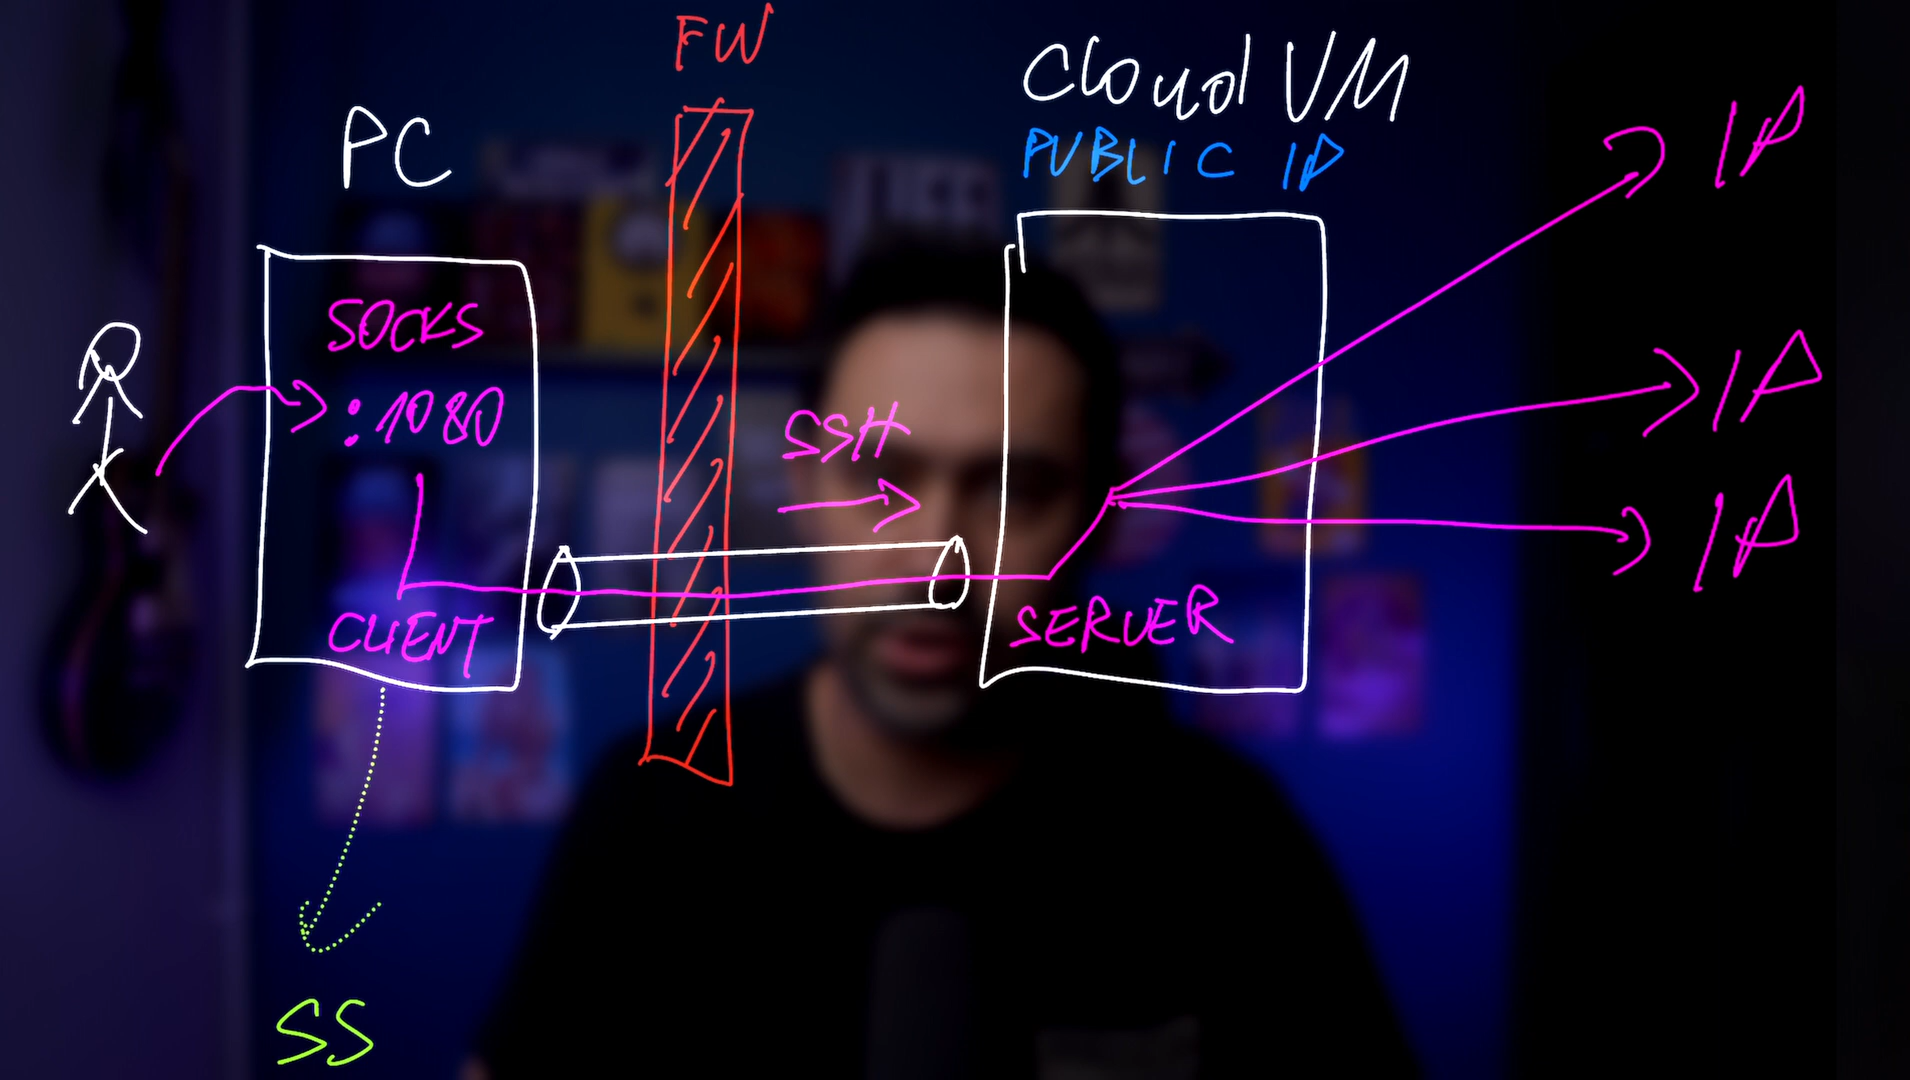 FW
PC
Cloud VM
PUBLIC IP
IP
SOCKS
:1080
SSH
IP
IP
CLIENT
SERVER
SS